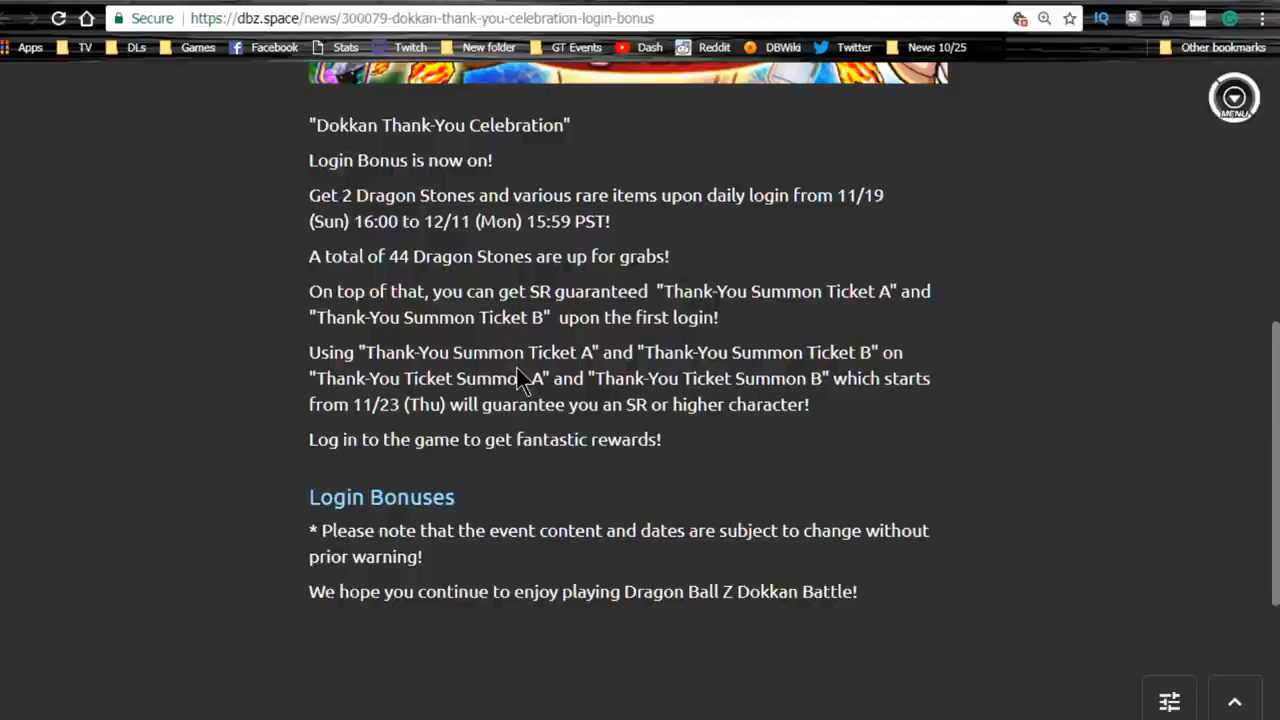 Secure https://dbz.space/news/300079-dokkan-thank-you-celebration-login-bonus
Apps TV DLs Games Facebook Stats Twitch New folder GT Events Dash Reddit DBWiki Twitter News 10/25 Other bookmarks
MENU
"Dokkan Thank-You Celebration"
Login Bonus is now on!
Get 2 Dragon Stones and various rare items upon daily login from 11/19
(Sun) 16:00 to 12/11 (Mon) 15:59 PST!
A total of 44 Dragon Stones are up for grabs!
On top of that, you can get SR guaranteed "Thank-You Summon Ticket A" and
"Thank-You Summon Ticket B" upon the first login!
Using "Thank-You Summon Ticket A" and "Thank-You Summon Ticket B" on
"Thank-You Ticket Summon A" and "Thank-You Ticket Summon B" which starts
from 11/23 (Thu) will guarantee you an SR or higher character!
Log in to the game to get fantastic rewards!
Login Bonuses
* Please note that the event content and dates are subject to change without
prior warning!
We hope you continue to enjoy playing Dragon Ball Z Dokkan Battle!